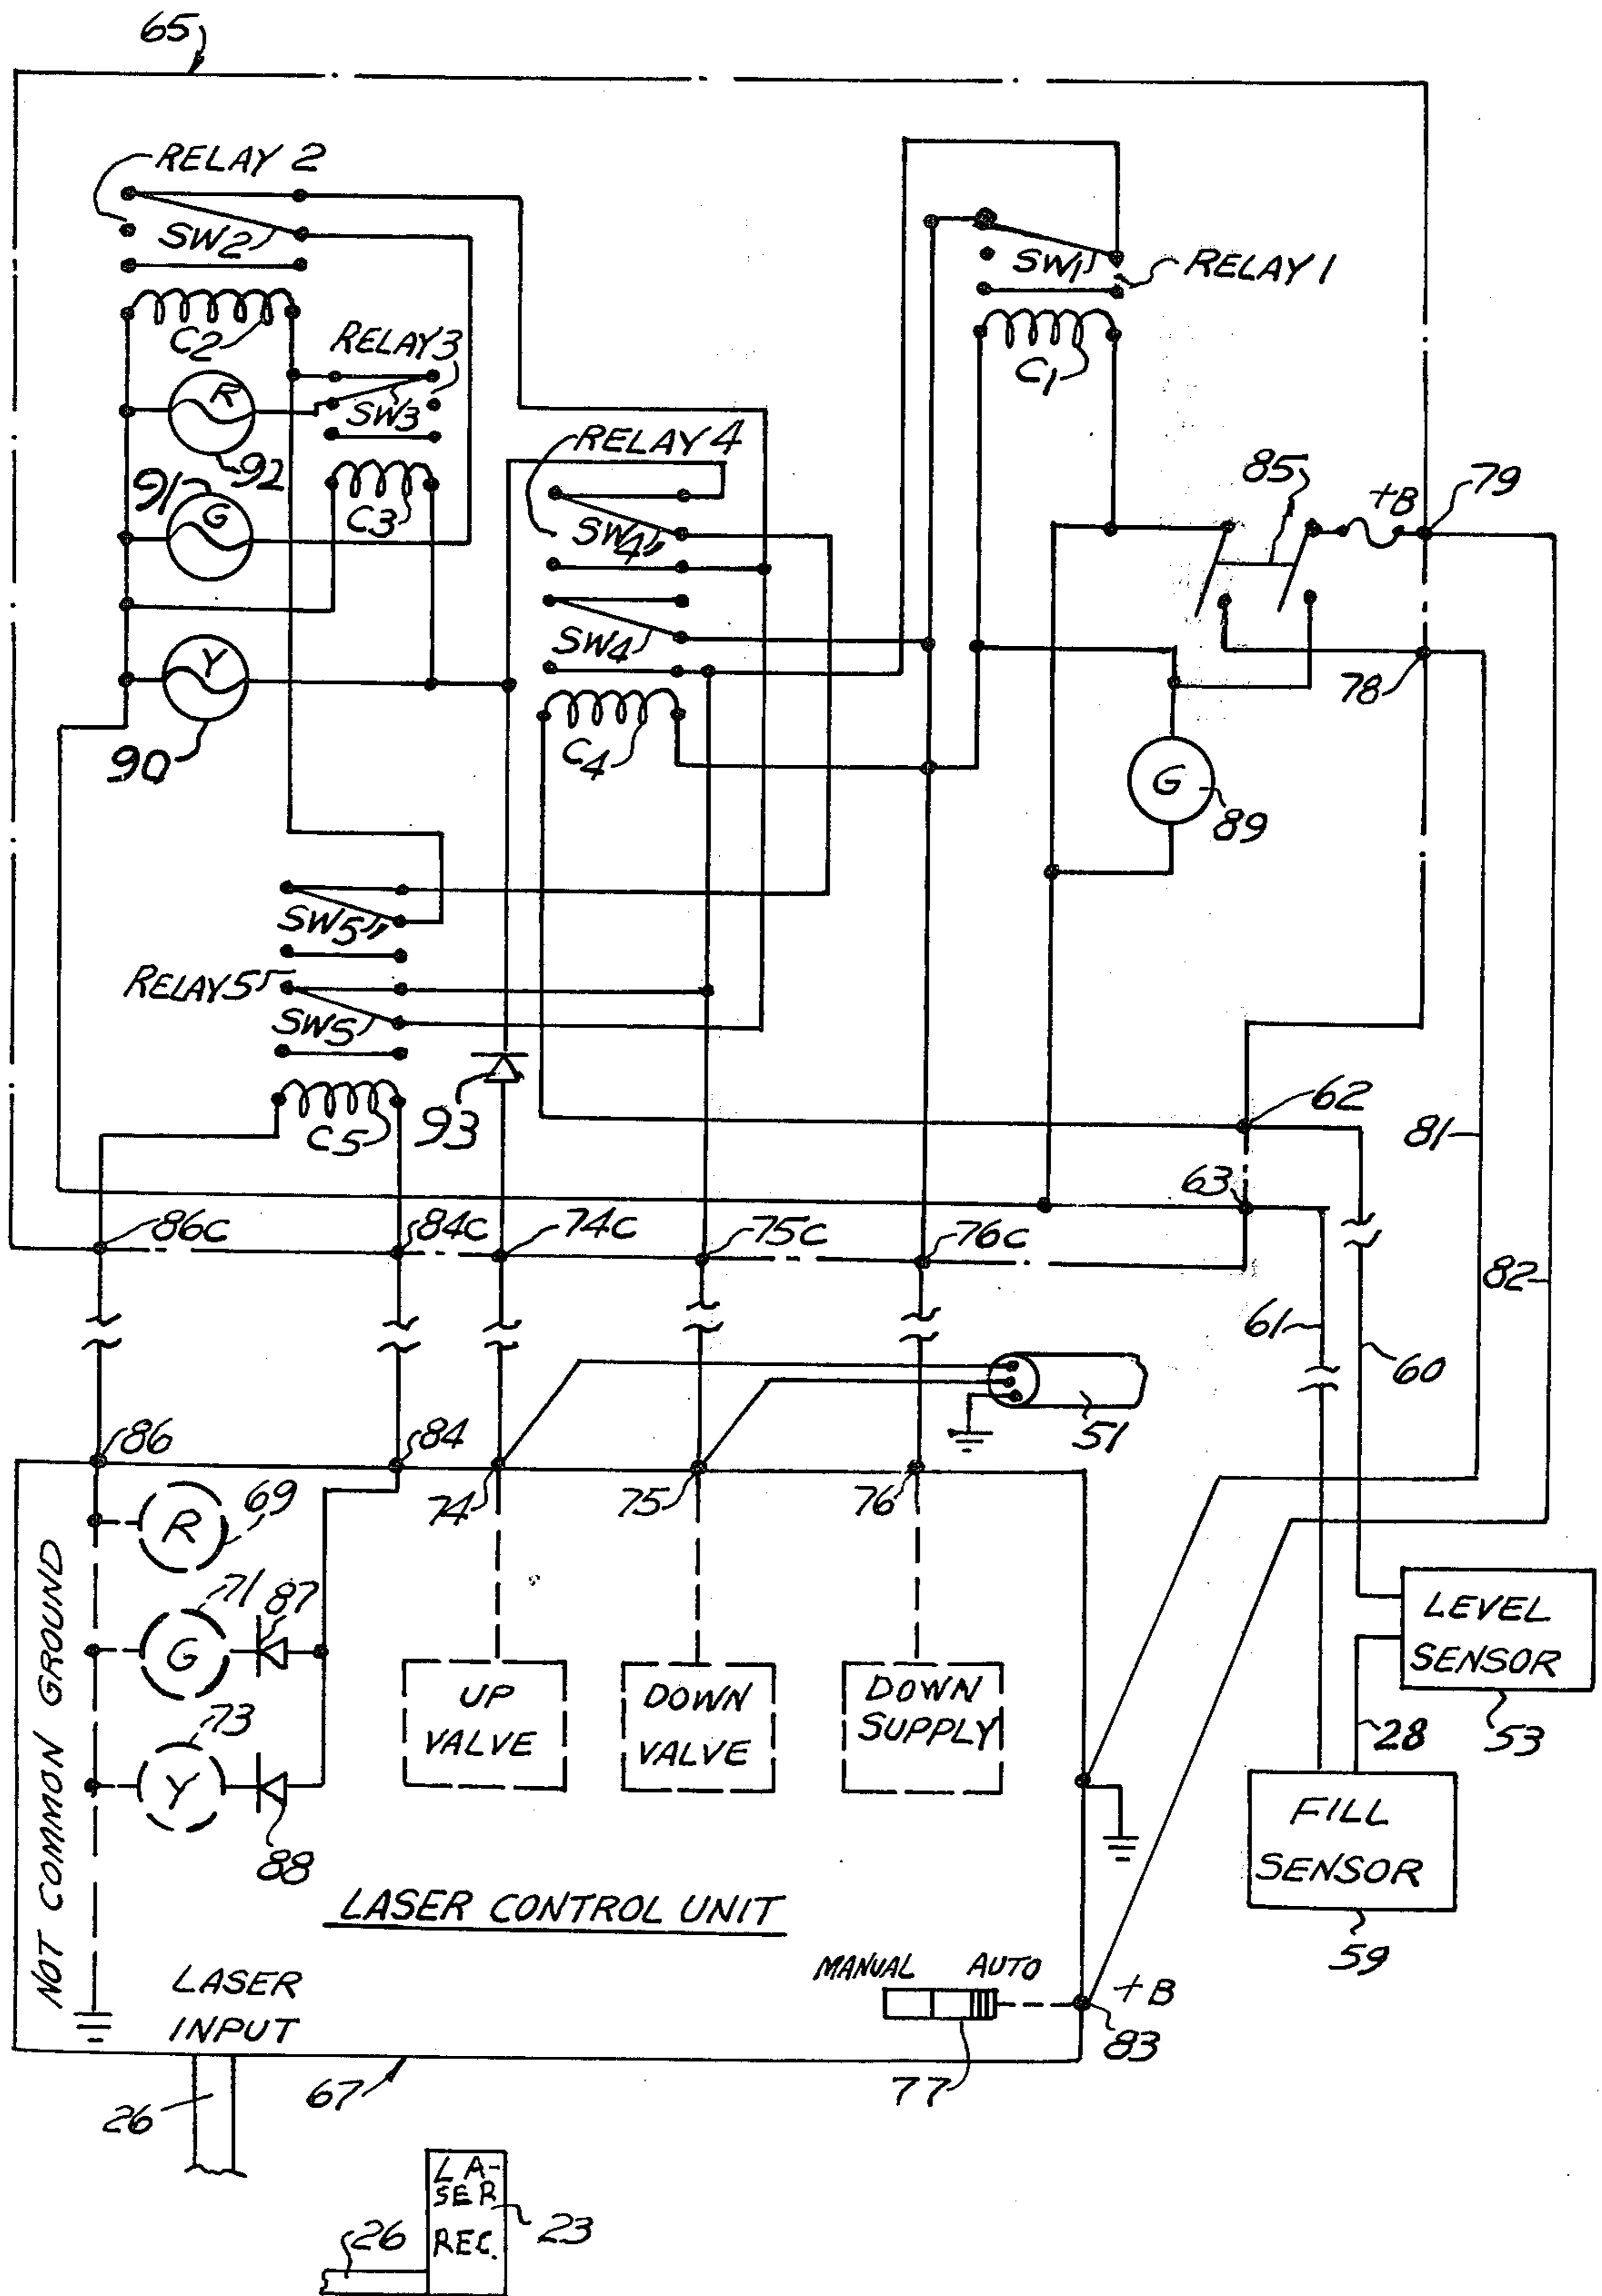 65
RELAY 2
SW2
C2
RELAY 3
R
SW3
92
91
G
C3
Y
90
RELAY 4
SW4"
SW4
C4
SW1
RELAY 1
C1
85
+B
79
78
G
89
SW5"
RELAY 5
SW5
C5
93
62
81
63
86C
84C
74C
75C
76C
82
61
60
51
86
84
74
75
76
NOT COMMON GROUND
R
69
71
87
G
73
Y
88
UP
VALVE
DOWN
VALVE
DOWN
SUPPLY
LEVEL
SENSOR
53
28
FILL
SENSOR
59
LASER CONTROL UNIT
LASER
INPUT
MANUAL AUTO
+B
83
77
67
26
LA-
SER
REC.
23
26